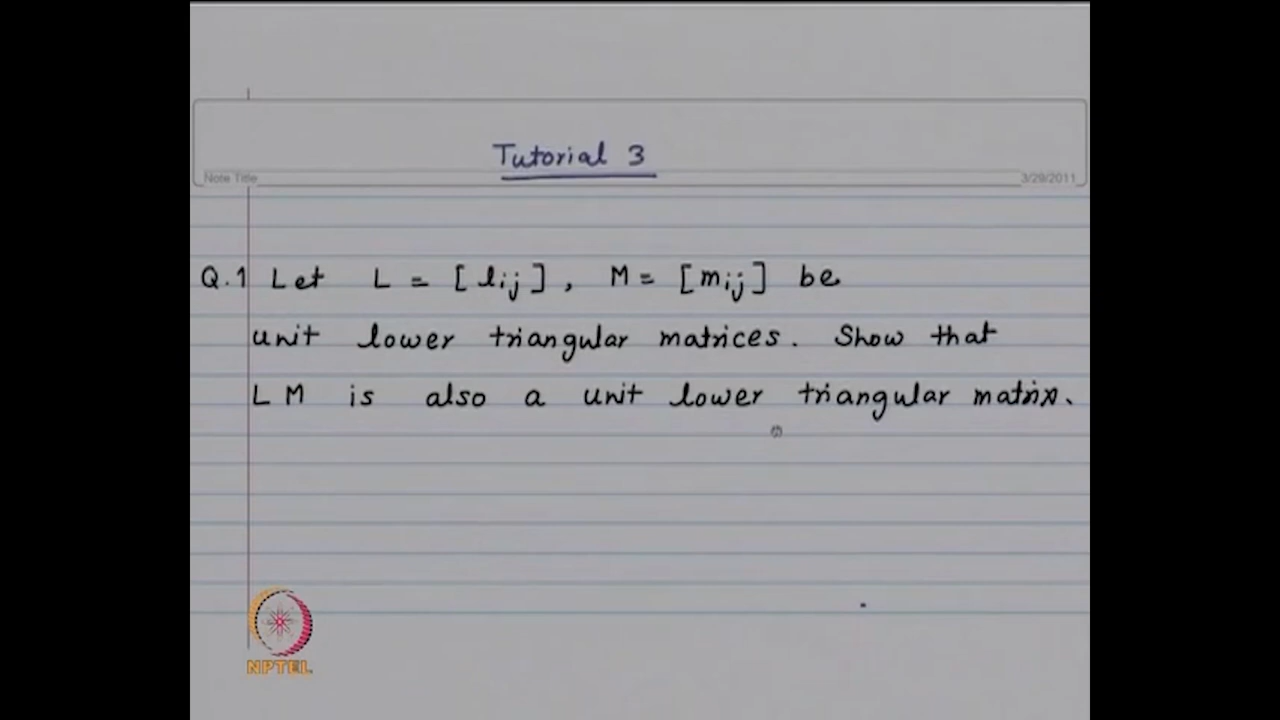 Tutorial 3
Note Title
3/29/2011
Q.1 Let L = [lij], M = [mij] be
unit lower triangular matrices. Show that
LM is also a unit lower triangular matrix.
NPTEL